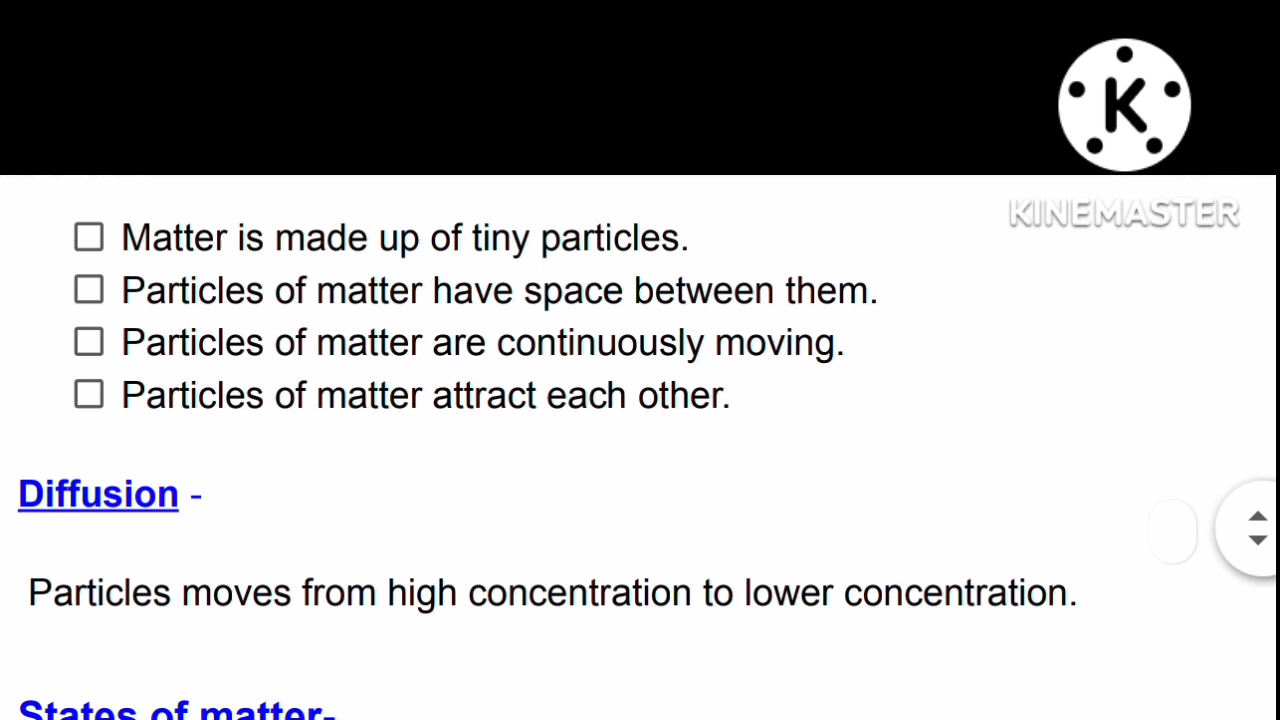 K
KINEMASTER
☐ Matter is made up of tiny particles.
☐ Particles of matter have space between them.
☐ Particles of matter are continuously moving.
☐ Particles of matter attract each other.
Diffusion -
Particles moves from high concentration to lower concentration.
States of matter-